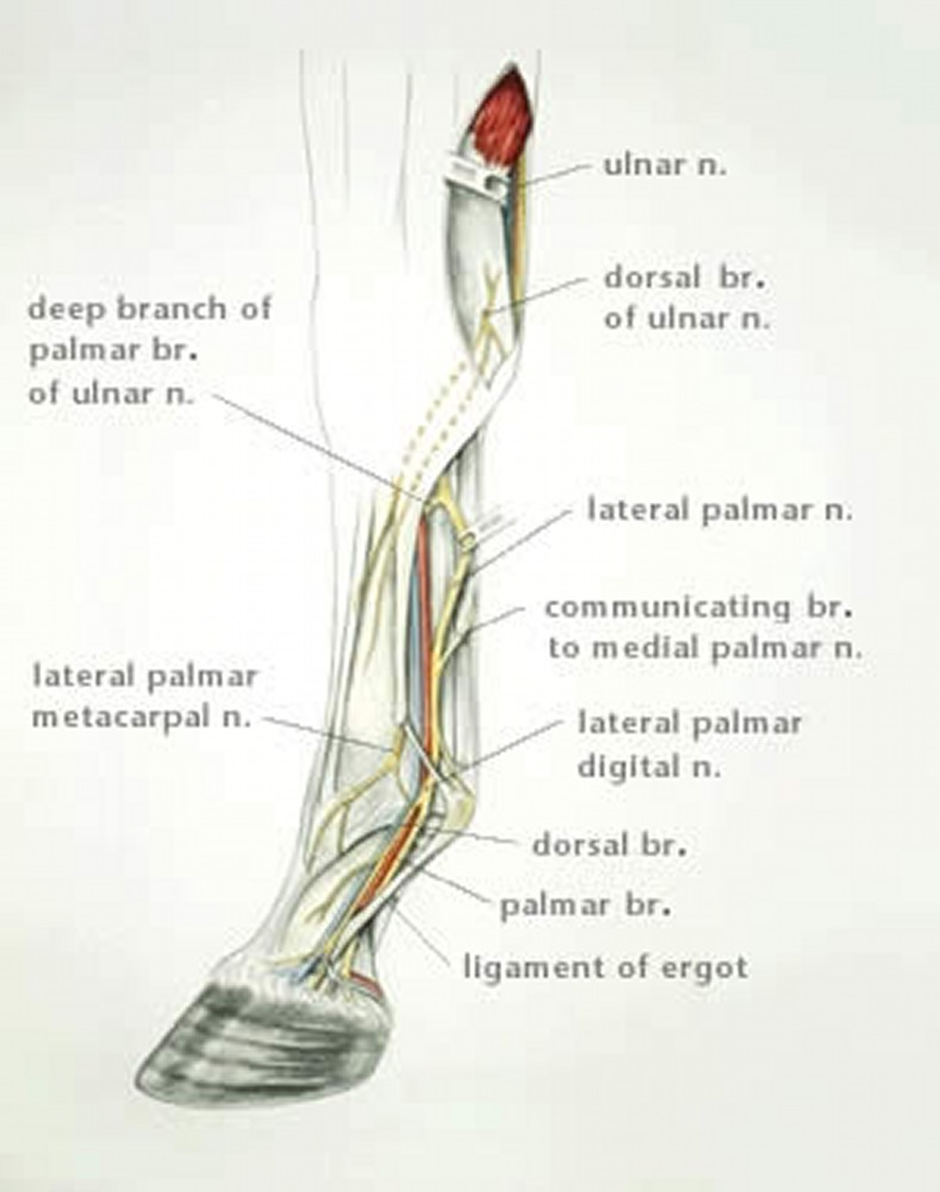 ulnar n.
dorsal br.
of ulnar n.
deep branch of
palmar br.
of ulnar n.
lateral palmar n.
communicating br.
to medial palmar n.
lateral palmar
metacarpal n.
lateral palmar
digital n.
dorsal br.
palmar br.
ligament of ergot